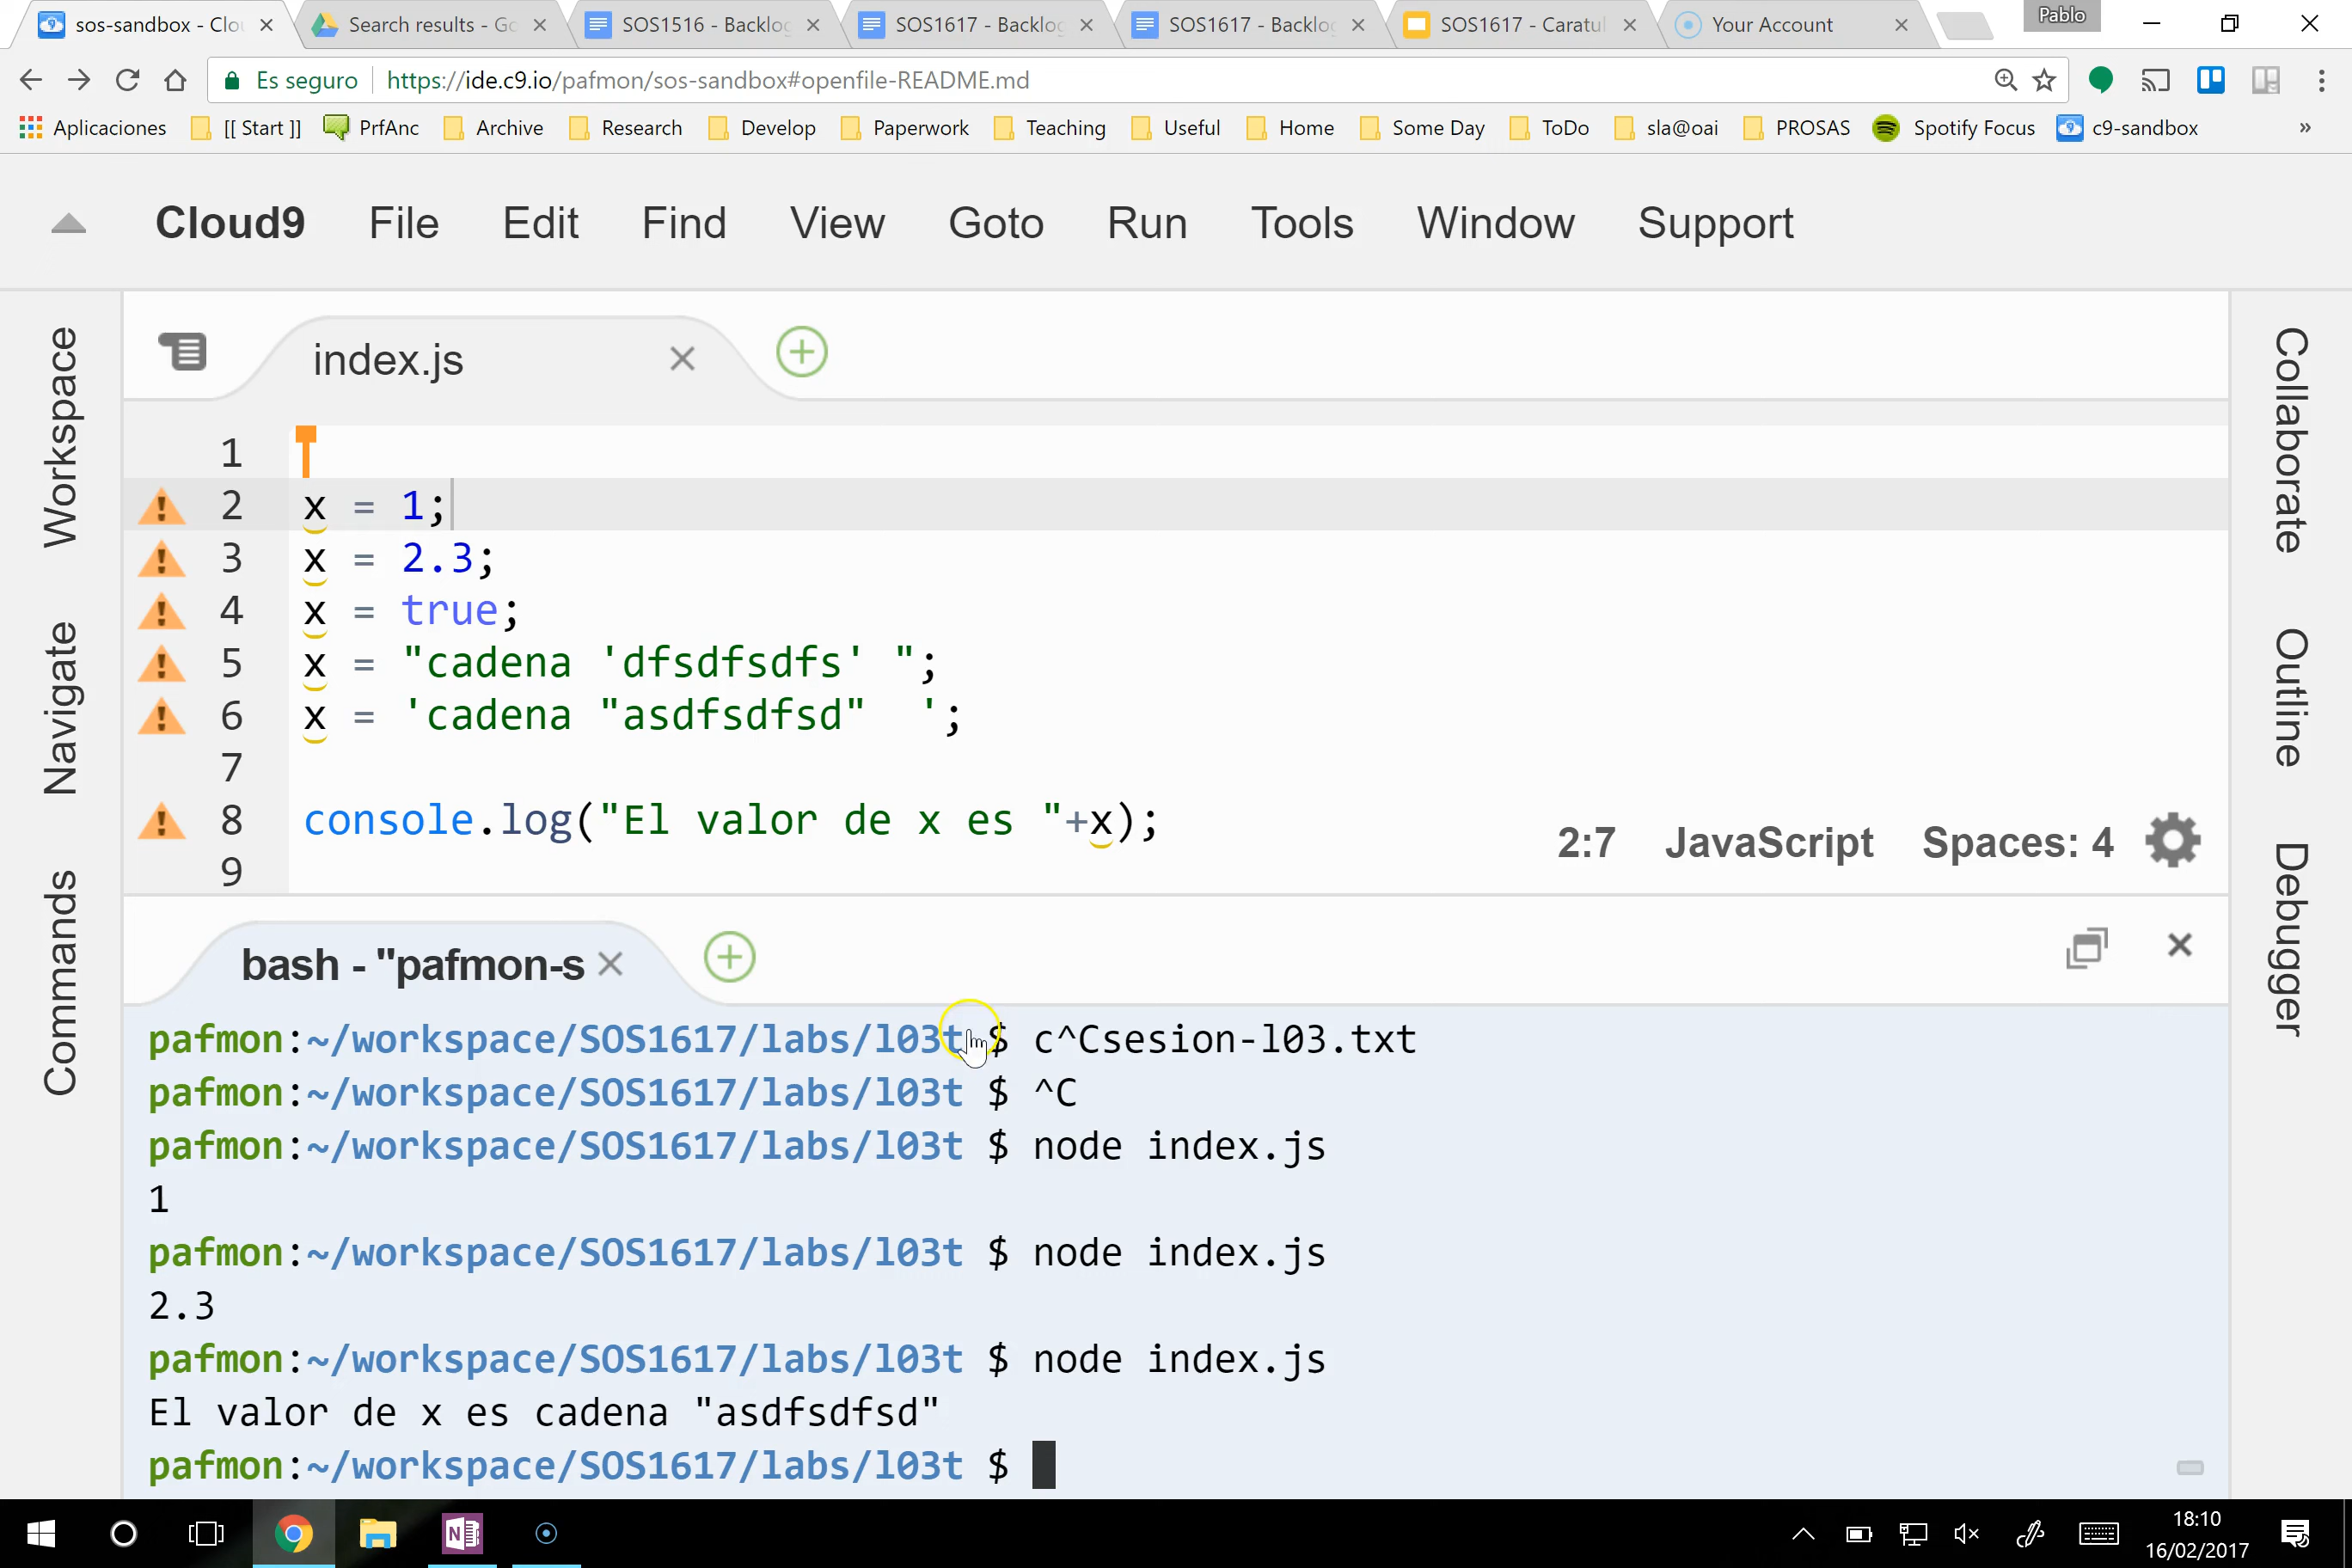 sos-sandbox - Clo
Search results - Go
SOS1516 - Backlog
SOS1617 - Backlog
SOS1617 - Backlog
SOS1617 - Caratul
Your Account
Pablo
Es seguro
https://ide.c9.io/pafmon/sos-sandbox#openfile-README.md
Aplicaciones
[[ Start ]]
PrfAnc
Archive
Research
Develop
Paperwork
Teaching
Useful
Home
Some Day
ToDo
sla@oai
PROSAS
Spotify Focus
c9-sandbox
»
Cloud9 File Edit Find View Goto Run Tools Window Support
Workspace
Navigate
Commands
Collaborate
Outline
Debugger
index.js
1
2 x = 1;
3 x = 2.3;
4 x = true;
5 x = "cadena 'dfsdfsdfs' ";
6 x = 'cadena "asdfsdfsd"  ';
7
8 console.log("El valor de x es "+x);
9
2:7 JavaScript Spaces: 4
bash - "pafmon-s
pafmon:~/workspace/SOS1617/labs/l03t $ c^Csesion-l03.txt
pafmon:~/workspace/SOS1617/labs/l03t $ ^C
pafmon:~/workspace/SOS1617/labs/l03t $ node index.js
1
pafmon:~/workspace/SOS1617/labs/l03t $ node index.js
2.3
pafmon:~/workspace/SOS1617/labs/l03t $ node index.js
El valor de x es cadena "asdfsdfsd"
pafmon:~/workspace/SOS1617/labs/l03t $
18:10
16/02/2017